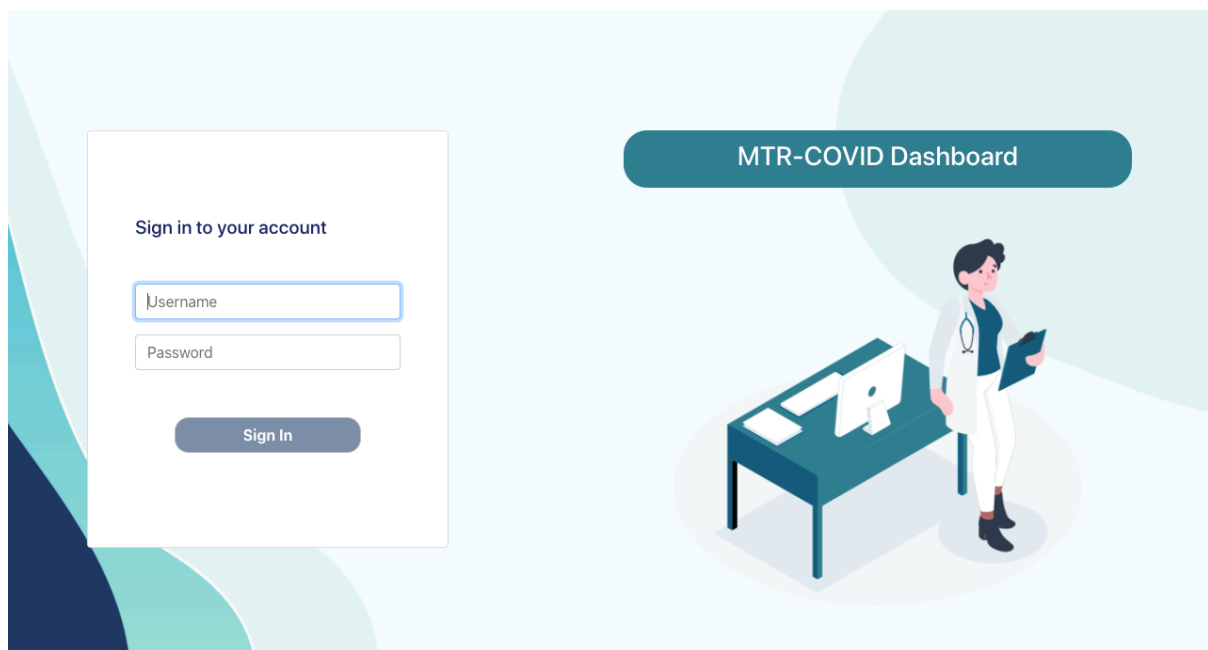 MTR-COVID Dashboard
Sign in to your account
Username
Password
Sign In